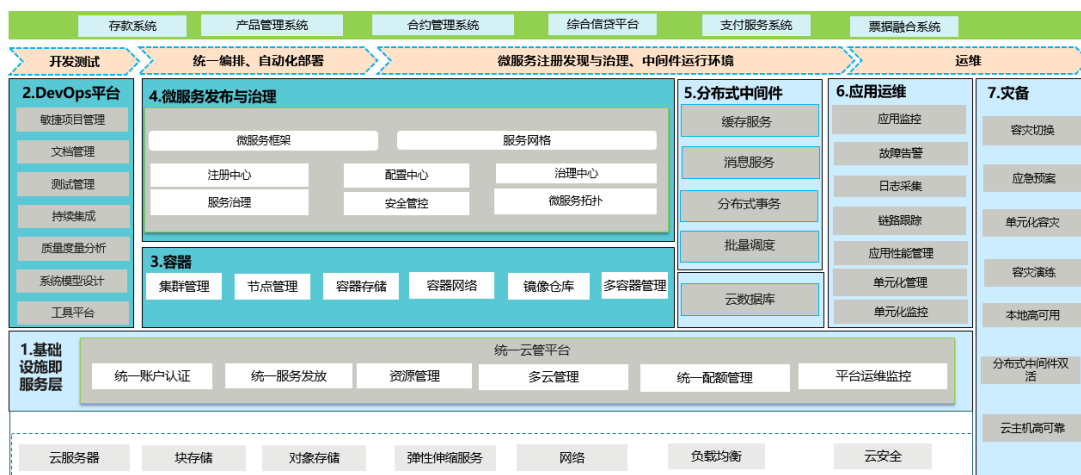 存款系统
产品管理系统
合约管理系统
综合信贷平台
支付服务系统
票据融合系统
开发测试
统一编排、自动化部署
微服务注册发现与治理、中间件运行环境
运维
2.DevOps平台
敏捷项目管理
文档管理
测试管理
持续集成
质量度量分析
系统模型设计
工具平台
4.微服务发布与治理
微服务框架
服务网格
注册中心
配置中心
治理中心
服务治理
安全管控
微服务拓扑
3.容器
集群管理
节点管理
容器存储
容器网络
镜像仓库
多容器管理
5.分布式中间件
缓存服务
消息服务
分布式事务
批量调度
云数据库
6.应用运维
应用监控
故障告警
日志采集
链路跟踪
应用性能管理
单元化管理
单元化监控
7.灾备
容灾切换
应急预案
单元化容灾
容灾演练
本地高可用
分布式中间件双
活
云主机高可靠
1.基础
设施即
服务层
统一云管平台
统一账户认证
统一服务发放
资源管理
多云管理
统一配额管理
平台运维监控
云服务器
块存储
对象存储
弹性伸缩服务
网络
负载均衡
云安全